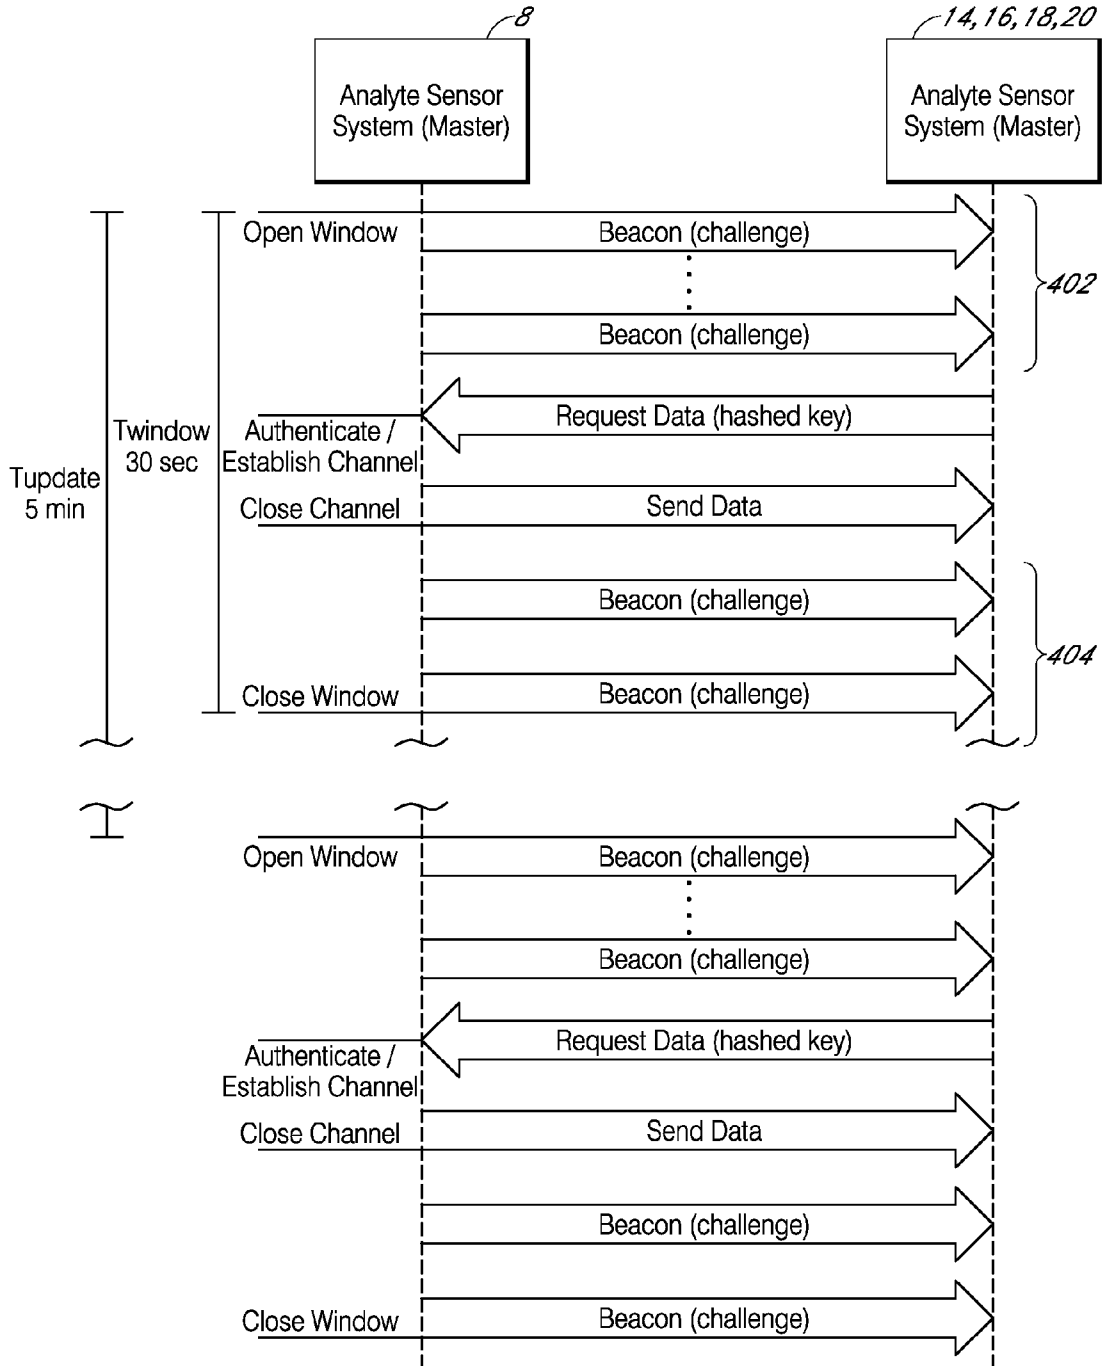 8
14, 16, 18, 20
Analyte Sensor
System (Master)
Analyte Sensor
System (Master)
Open Window
Beacon (challenge)
402
Beacon (challenge)
Request Data (hashed key)
Authenticate /
Establish Channel
Twindow
30 sec
Tupdate
5 min
Close Channel
Send Data
Beacon (challenge)
404
Close Window
Beacon (challenge)
Open Window
Beacon (challenge)
Beacon (challenge)
Request Data (hashed key)
Authenticate /
Establish Channel
Close Channel
Send Data
Beacon (challenge)
Close Window
Beacon (challenge)